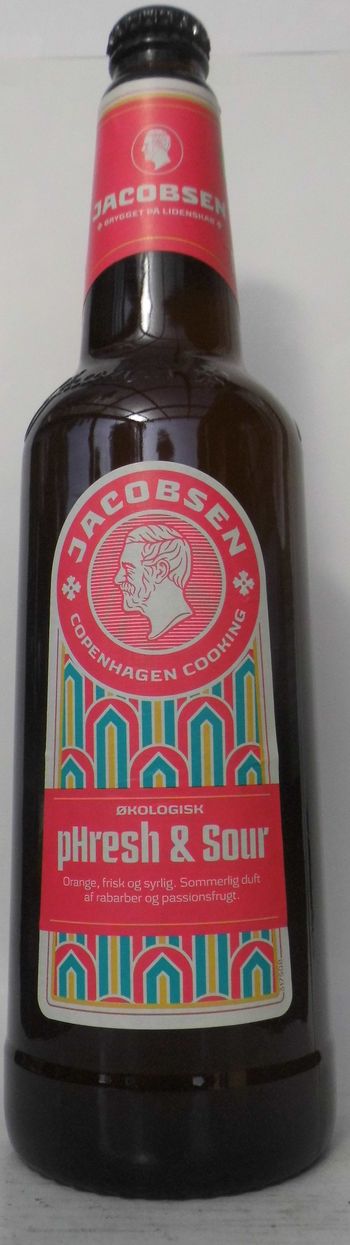 JACOBSEN
BRYGGET PÅ LIDENSKAB
JACOBSEN
COPENHAGEN COOKING
ØKOLOGISK
pHresh & Sour
Orange, frisk og syrlig. Sommerlig duft
af rabarber og passionsfrugt.